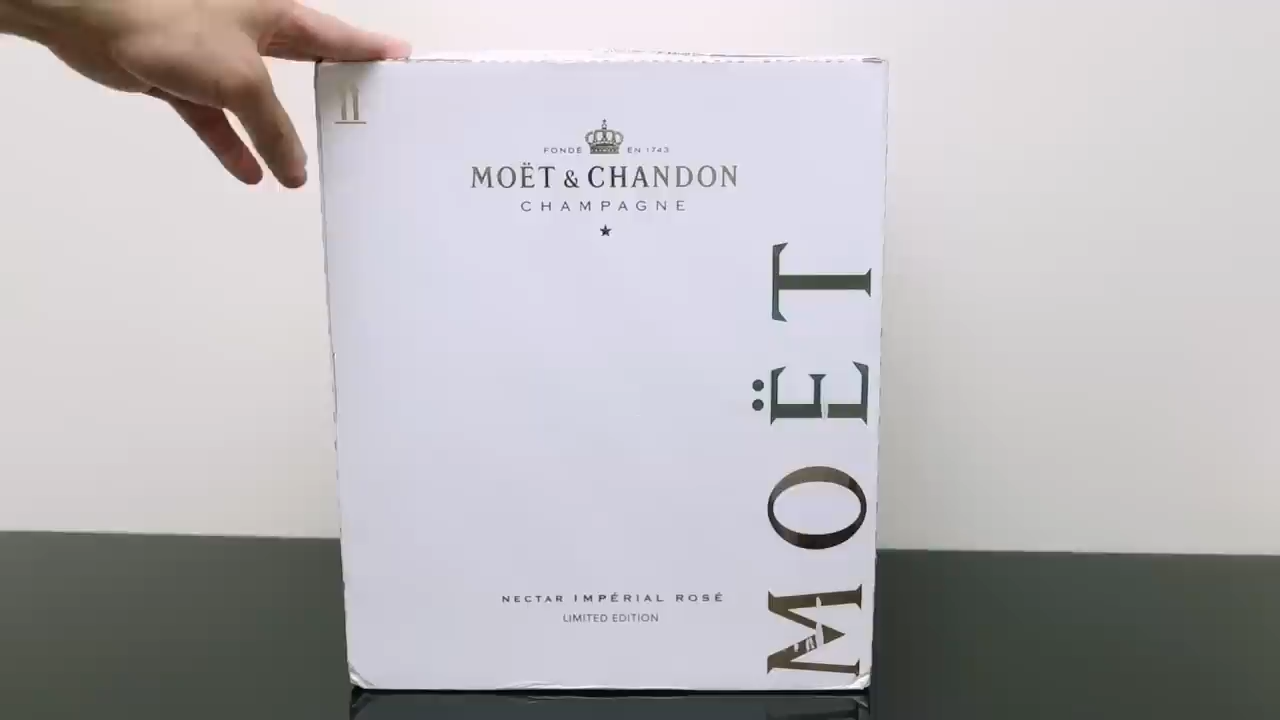 FONDÉ EN 1743
MOËT & CHANDON
CHAMPAGNE
MOËT
NECTAR IMPÉRIAL ROSÉ
LIMITED EDITION